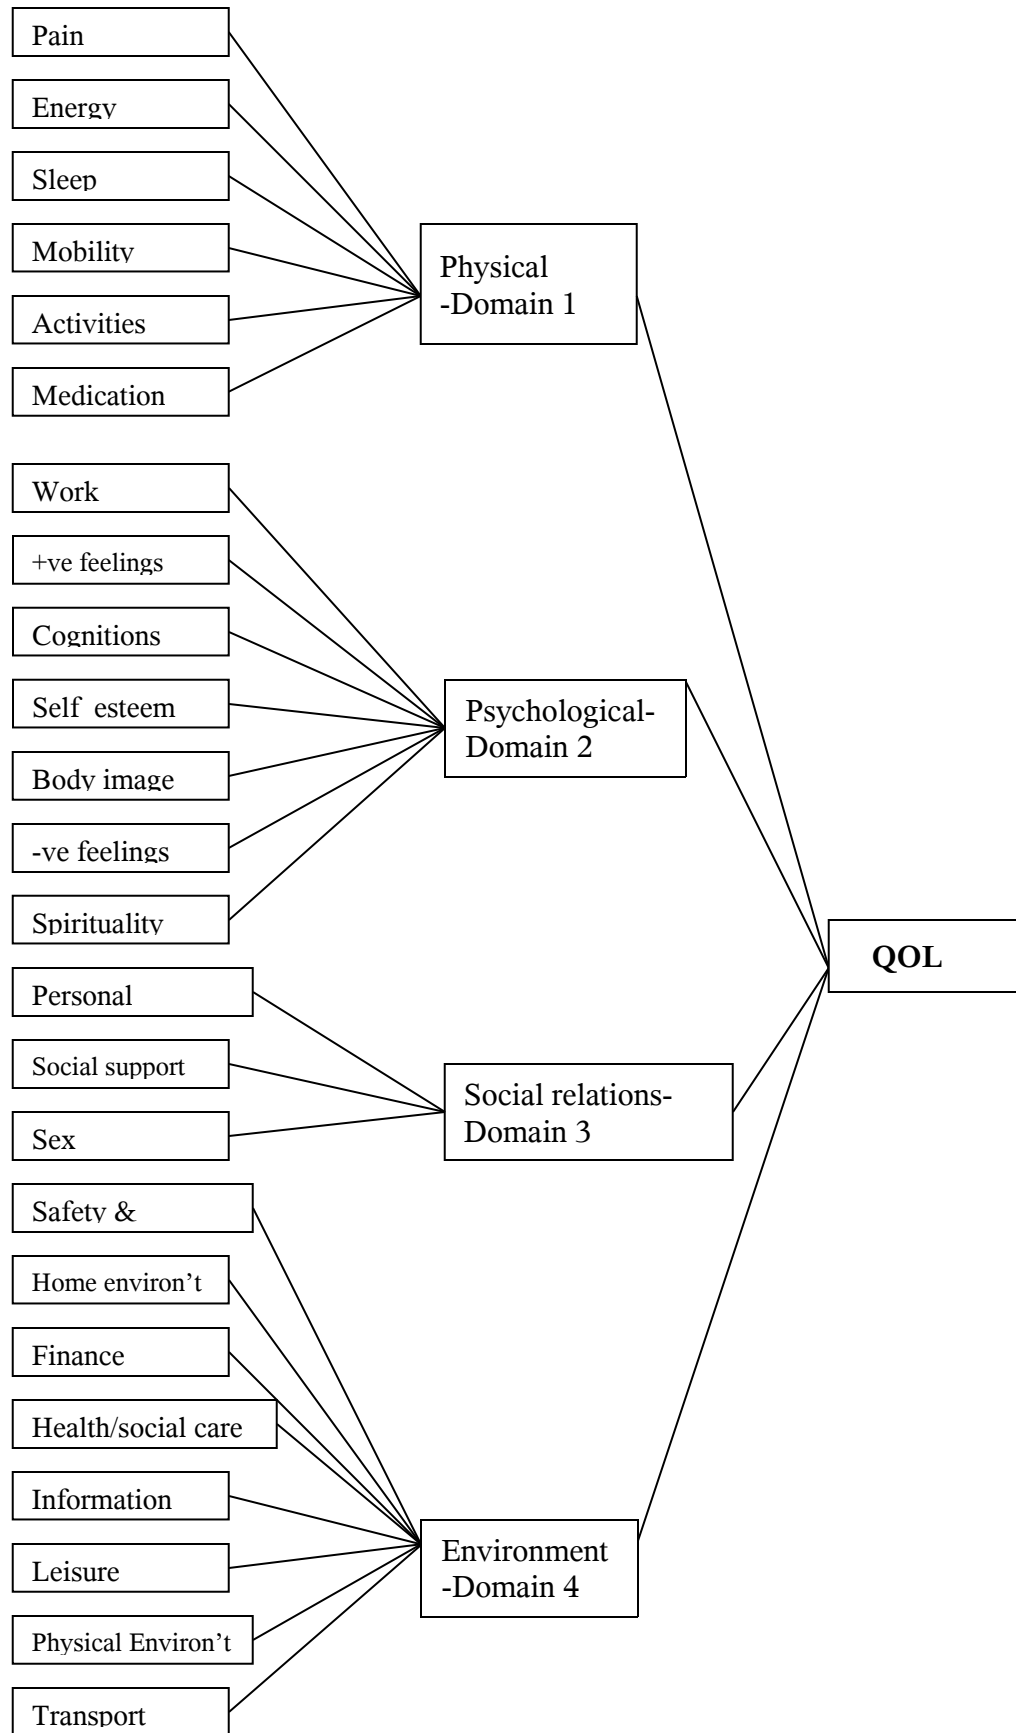 Pain
Energy
Sleep
Mobility
Activities
Medication
Physical
-Domain 1
Work
+ve feelings
Cognitions
Self esteem
Body image
-ve feelings
Spirituality
Psychological-
Domain 2
QOL
Personal
Social support
Sex
Social relations-
Domain 3
Safety &
Home environ’t
Finance
Health/social care
Information
Leisure
Physical Environ’t
Transport
Environment
-Domain 4